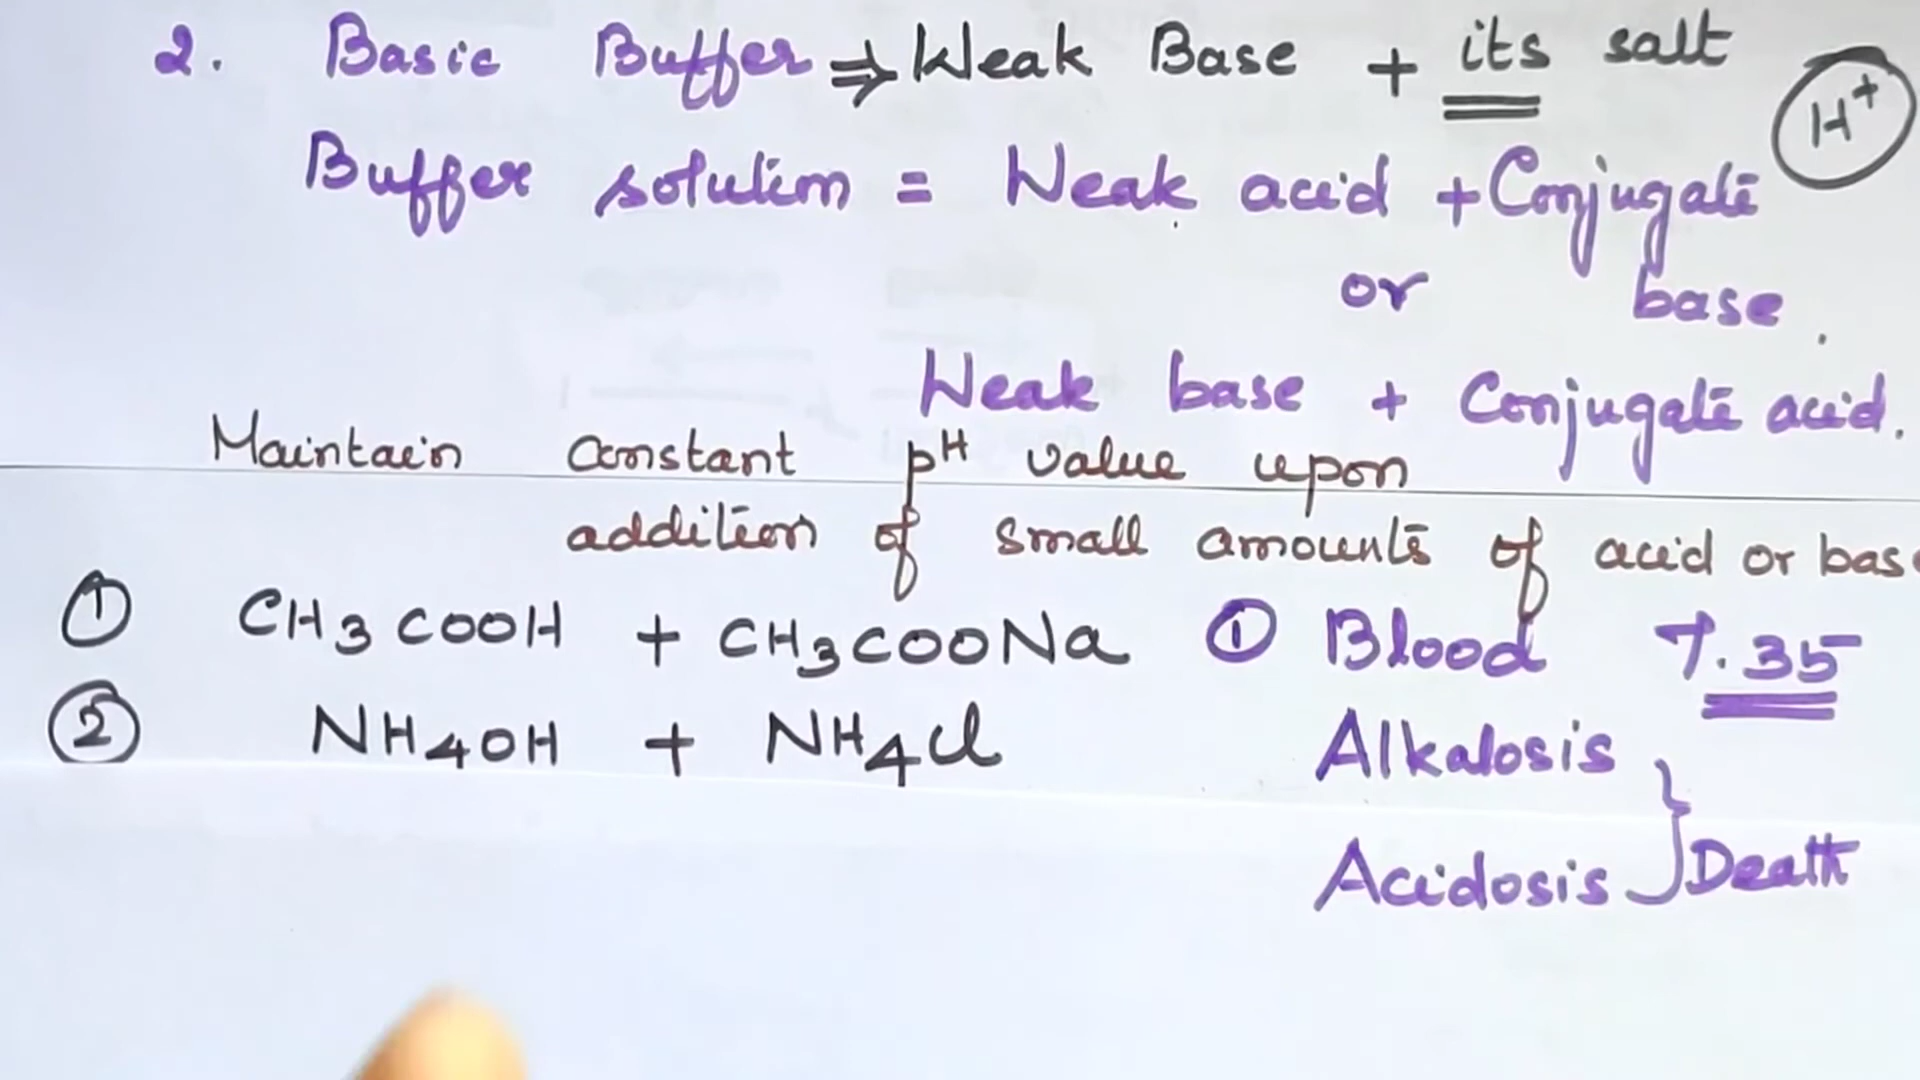 2. Basic Buffer ⇒ Weak Base + its salt
H+
Buffer solution = Weak acid + Conjugate
or base.
Weak base + Conjugate acid.
Maintain constant pH value upon
addition of small amounts of acid or bas
① CH3COOH + CH3COONa ① Blood 7.35
② NH4OH + NH4Cl Alkalosis
Acidosis } Death